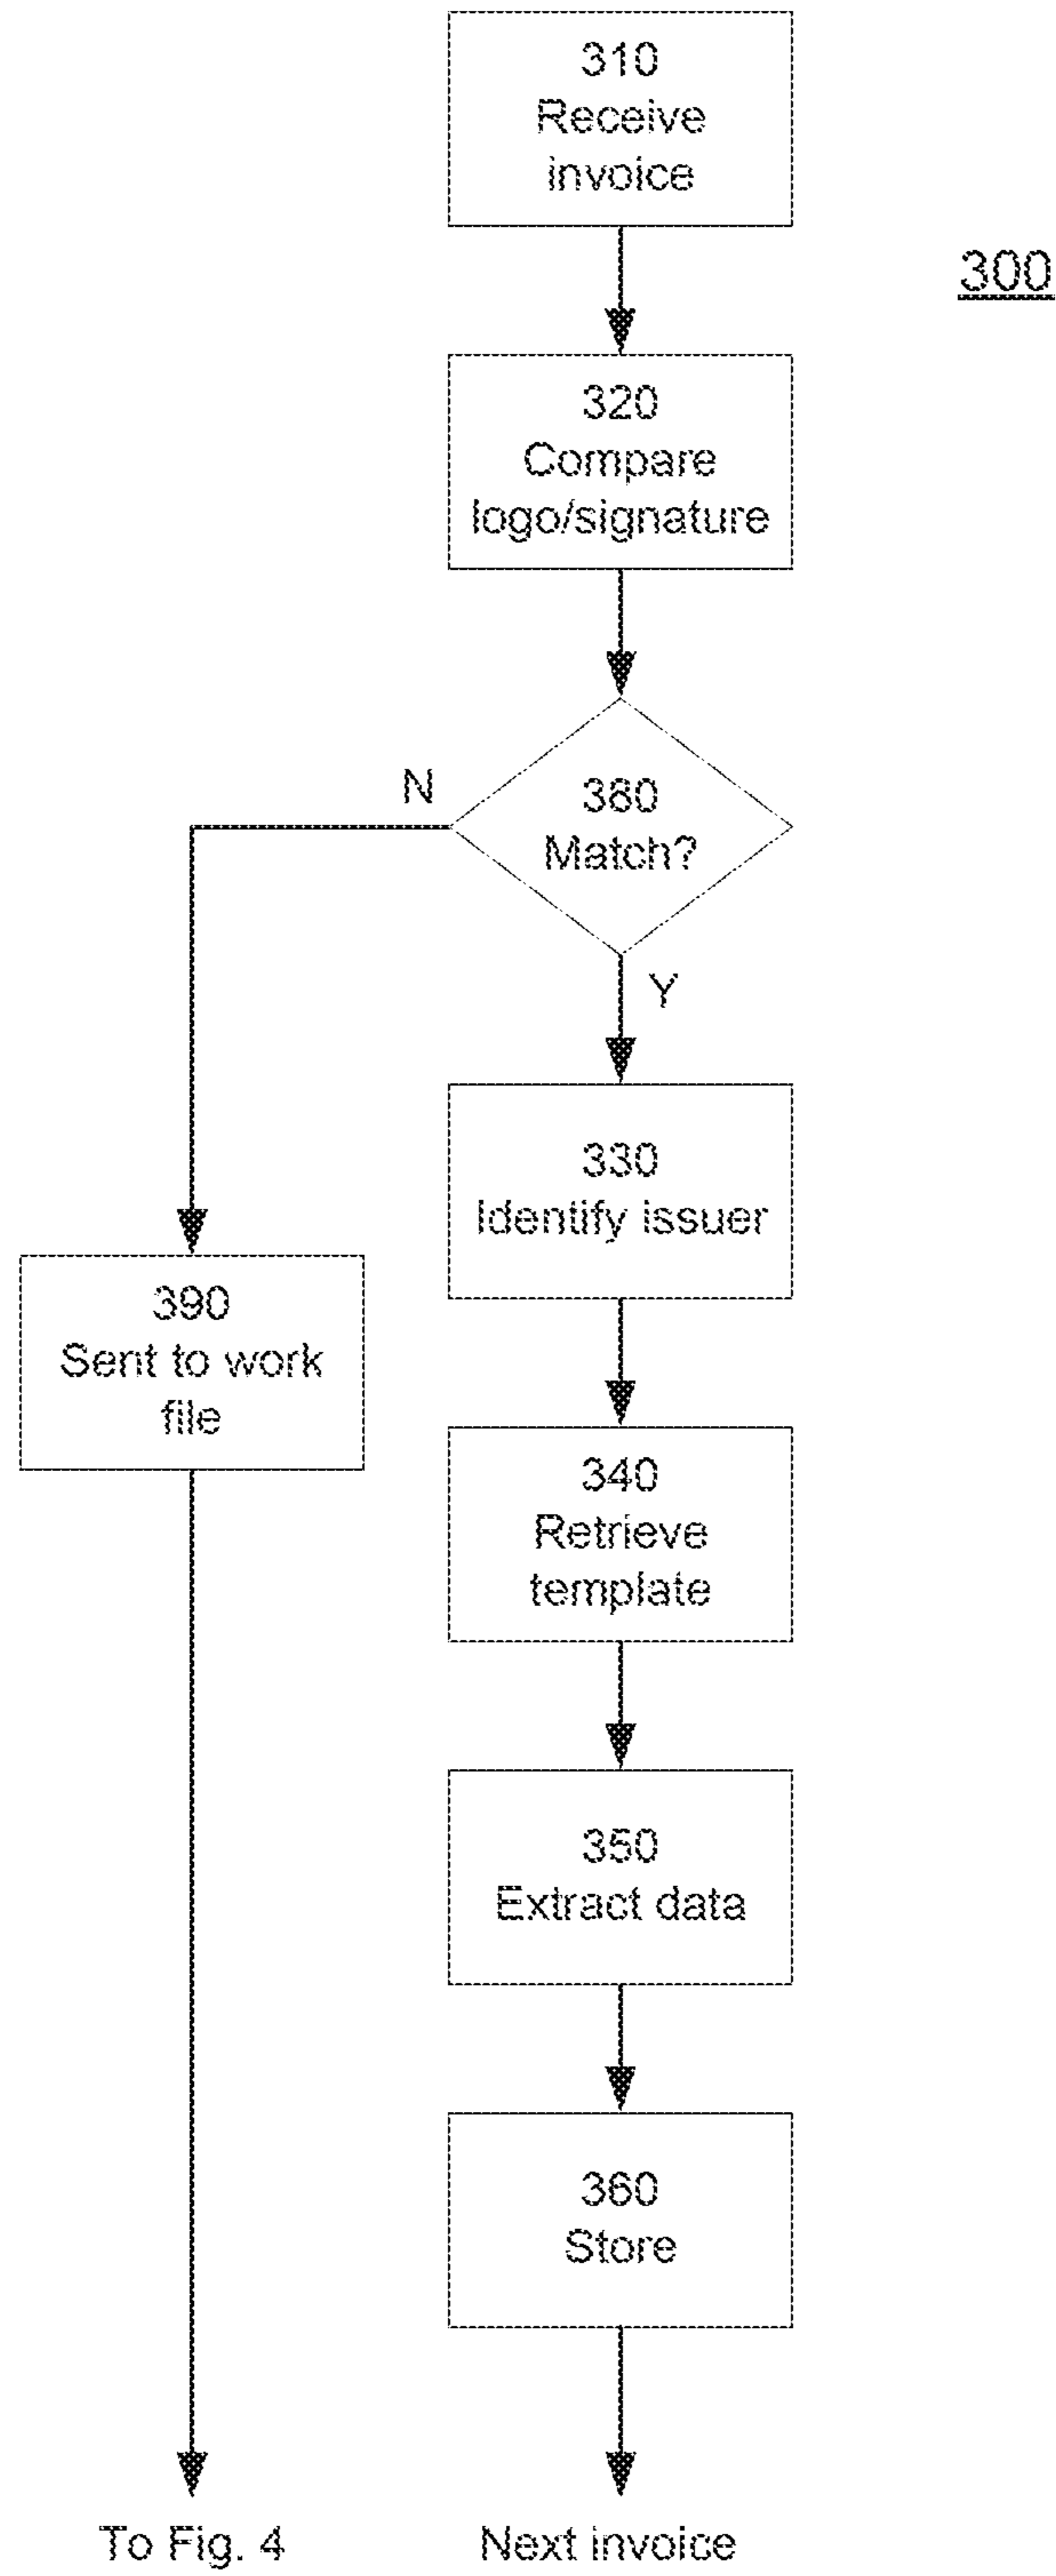 310
Receive
invoice
300
320
Compare
logo/signature
N
380
Match?
Y
330
Identify issuer
390
Sent to work
file
340
Retrieve
template
350
Extract data
360
Store
To Fig. 4
Next invoice